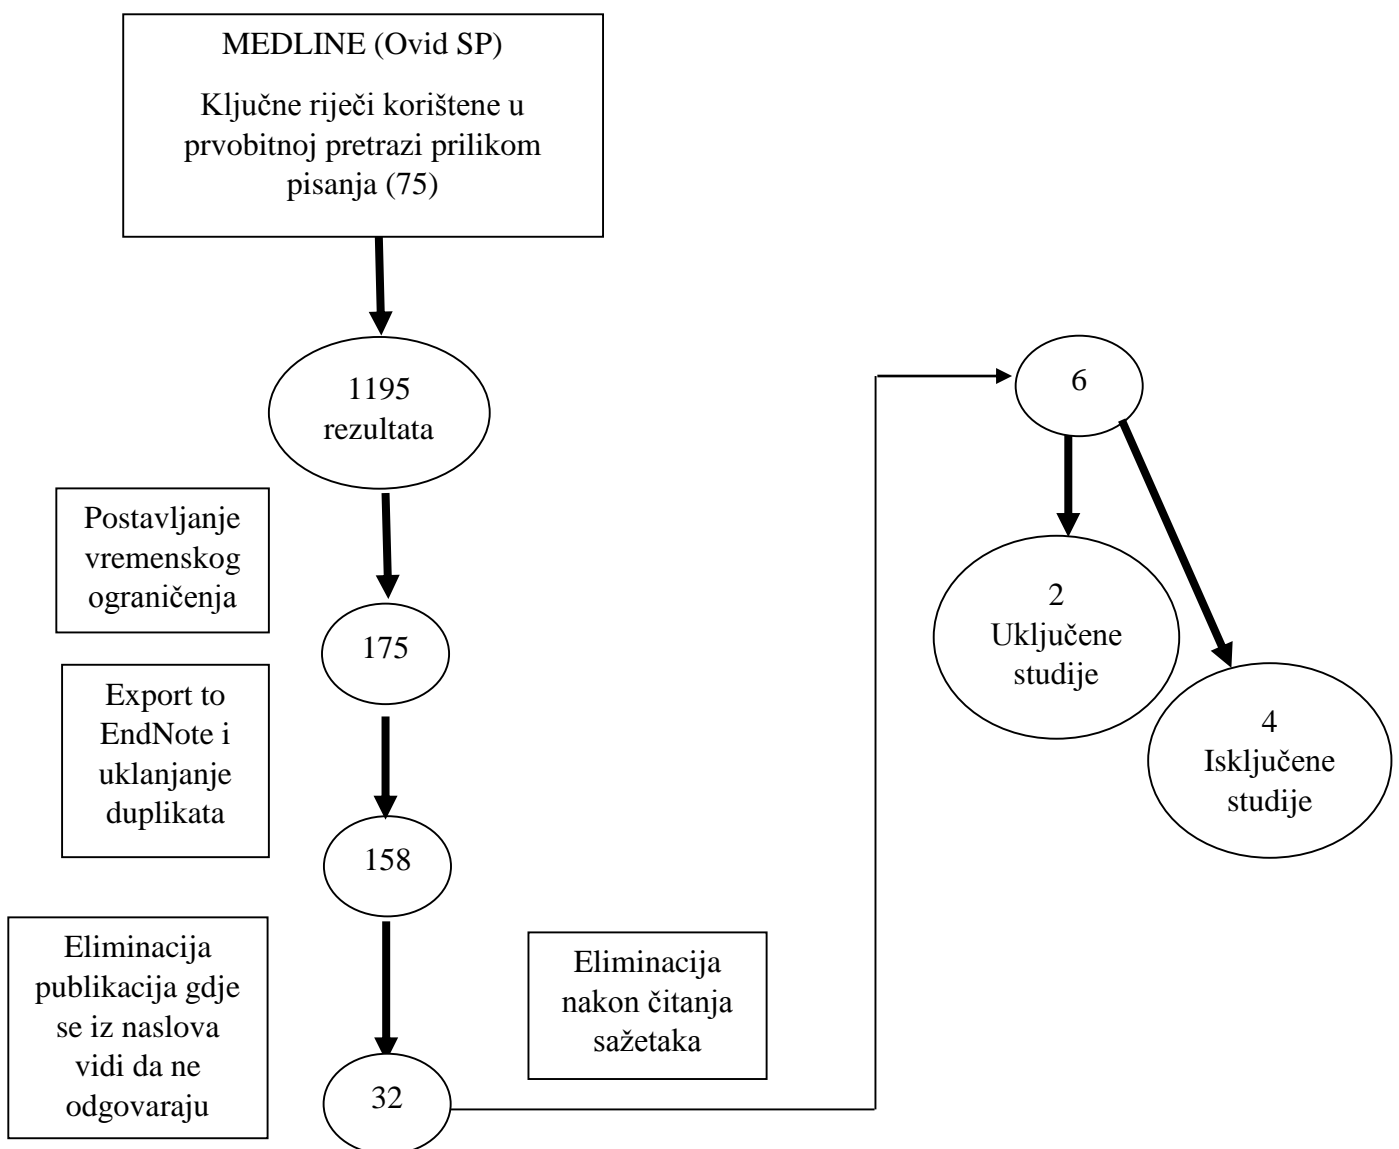 MEDLINE (Ovid SP)
Ključne riječi korištene u
prvobitnoj pretrazi prilikom
pisanja (75)
1195
rezultata
Postavljanje
vremenskog
ograničenja
175
Export to
EndNote i
uklanjanje
duplikata
158
Eliminacija
publikacija gdje
se iz naslova
vidi da ne
odgovaraju
32
Eliminacija
nakon čitanja
sažetaka
6
2
Uključene
studije
4
Isključene
studije